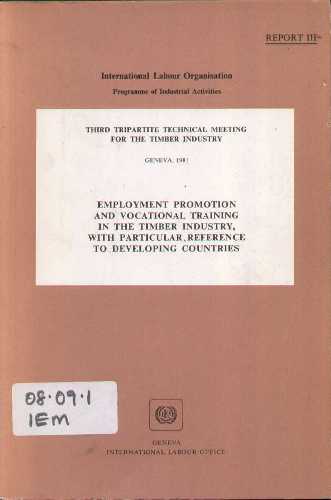 REPORT III
International Labour Organisation
Programme of Industrial Activities
THIRD TRIPARTITE TECHNICAL MEETING
FOR THE TIMBER INDUSTRY
GENEVA, 1981
EMPLOYMENT PROMOTION
AND VOCATIONAL TRAINING
IN THE TIMBER INDUSTRY,
WITH PARTICULAR REFERENCE
TO DEVELOPING COUNTRIES
08.09.1
IEM
GENEVA
INTERNATIONAL LABOUR OFFICE